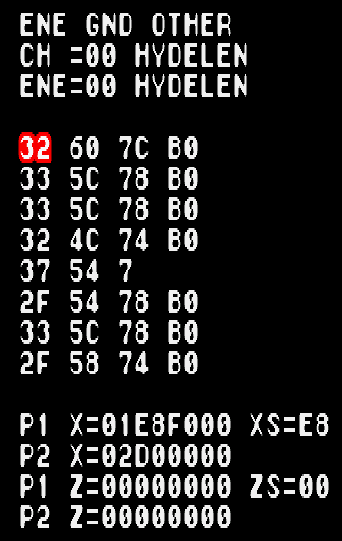 ENE GND OTHER
CH =00 HYDELEN
ENE=00 HYDELEN
32 60 7C B0
33 5C 78 B0
33 5C 78 B0
32 4C 74 B0
37 54 7
2F 54 78 B0
33 5C 78 B0
2F 58 74 B0
P1 X=01E8F000 XS=E8
P2 X=02D00000
P1 Z=00000000 ZS=00
P2 Z=00000000